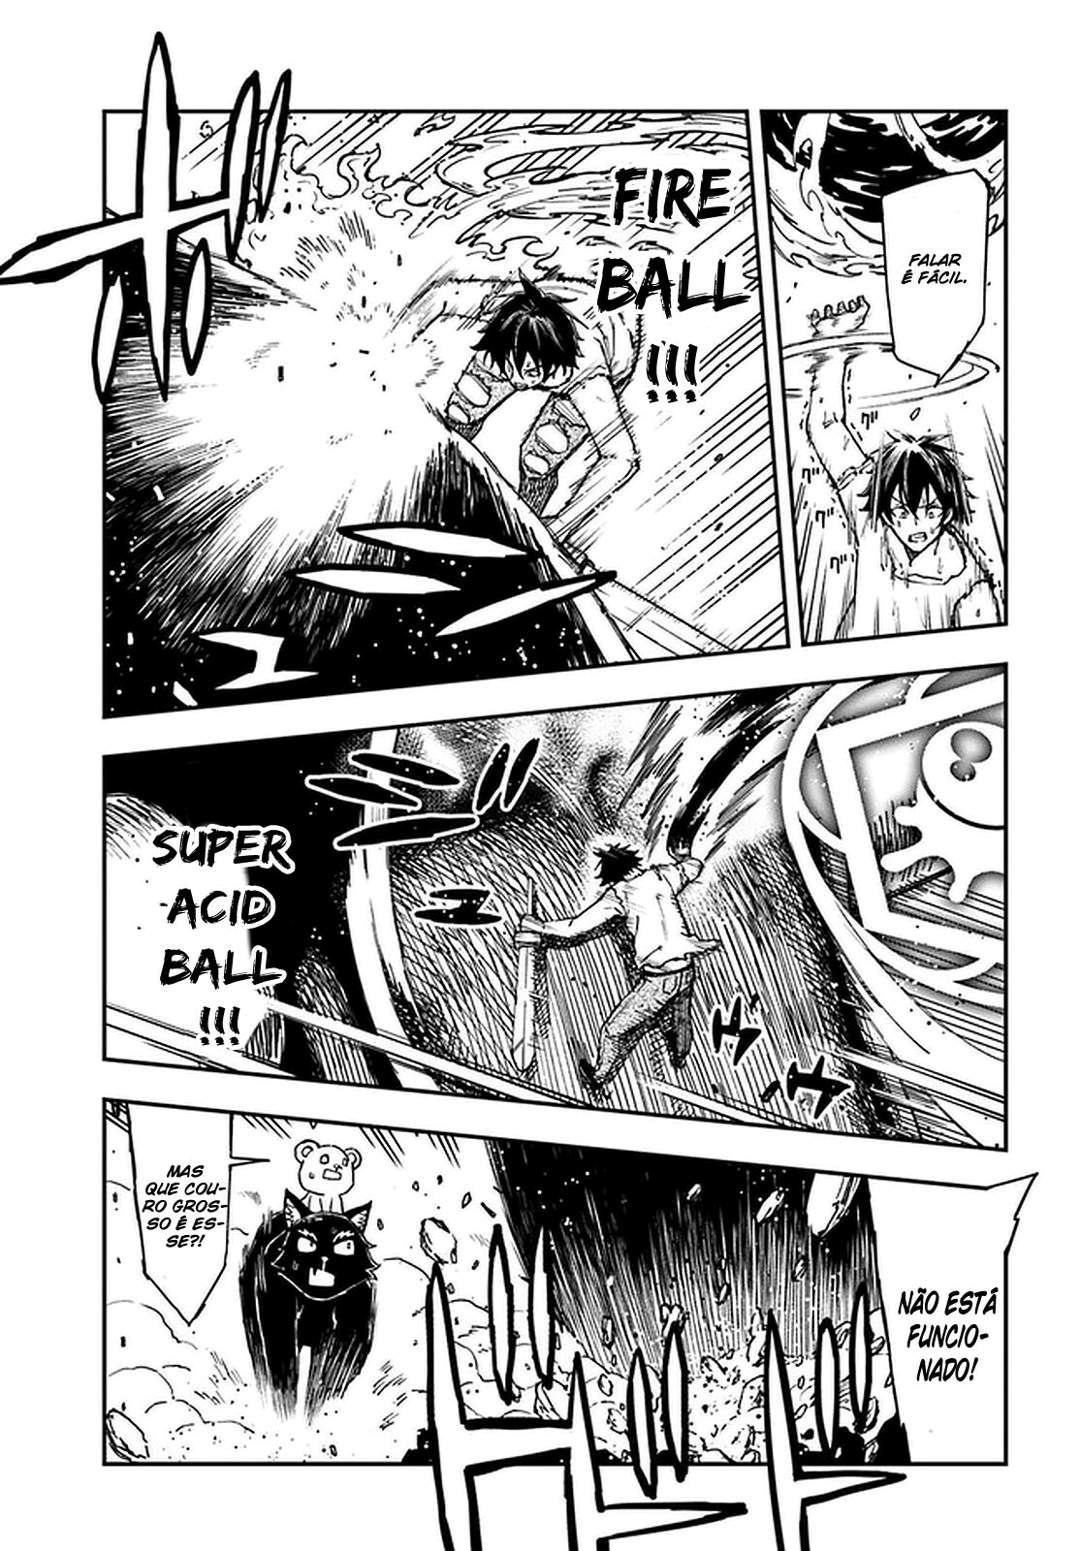 FALAR
É FÁCIL.
FIRE
BALL
!!!
SUPER
ACID
BALL
!!!
NÃO ESTÁ
FUNCIO-
NADO!
MAS
QUE COU-
RO GROS-
SO É ES-
SE?!